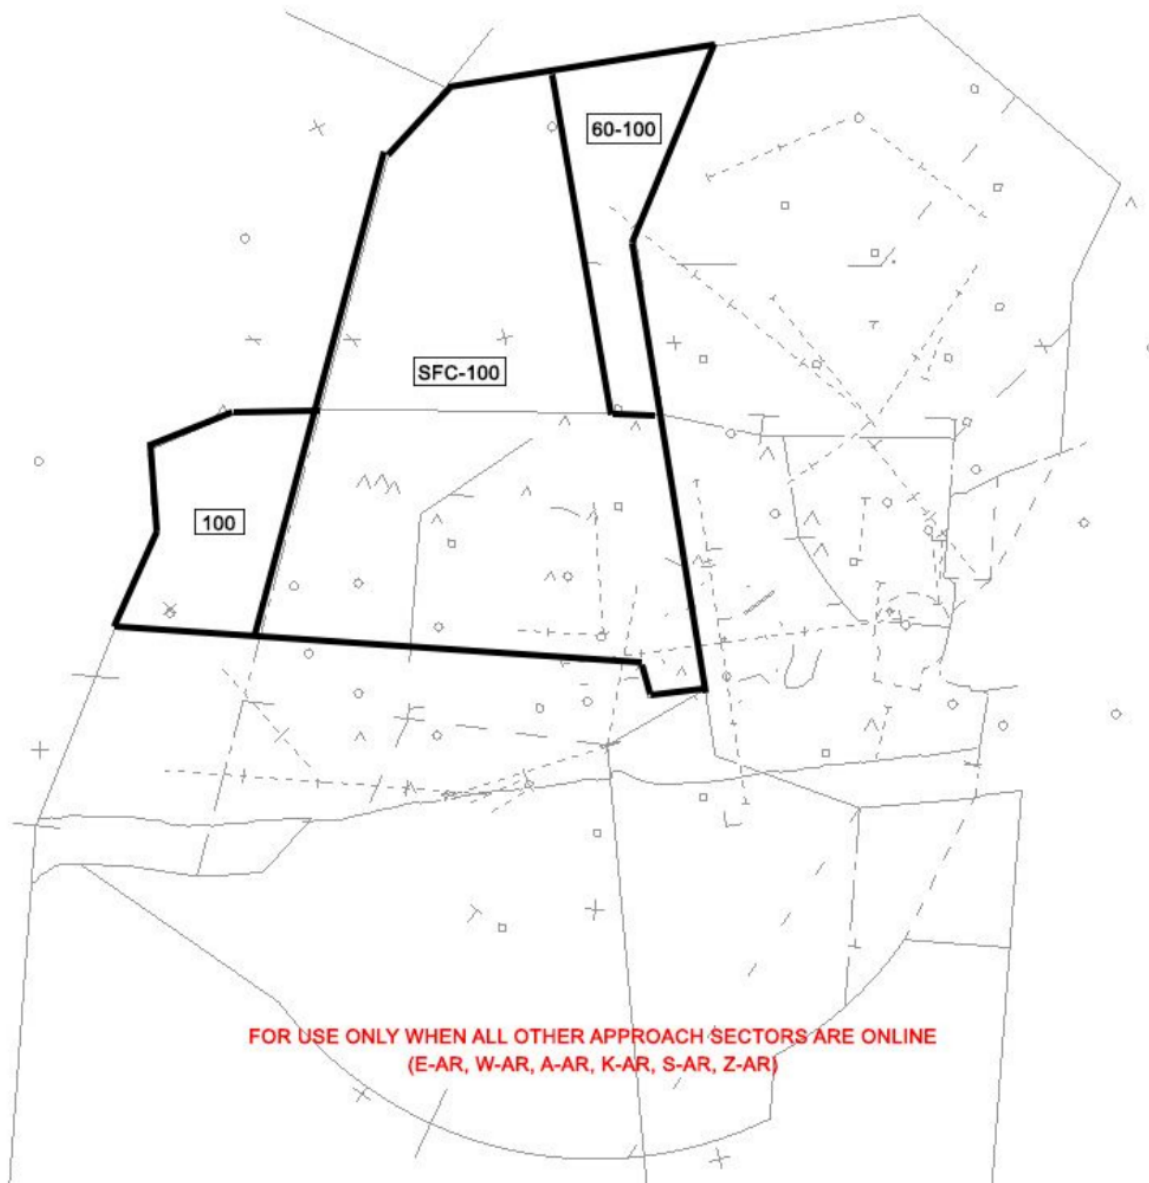 60-100
SFC-100
100
FOR USE ONLY WHEN ALL OTHER APPROACH SECTORS ARE ONLINE
(E-AR, W-AR, A-AR, K-AR, S-AR, Z-AR)